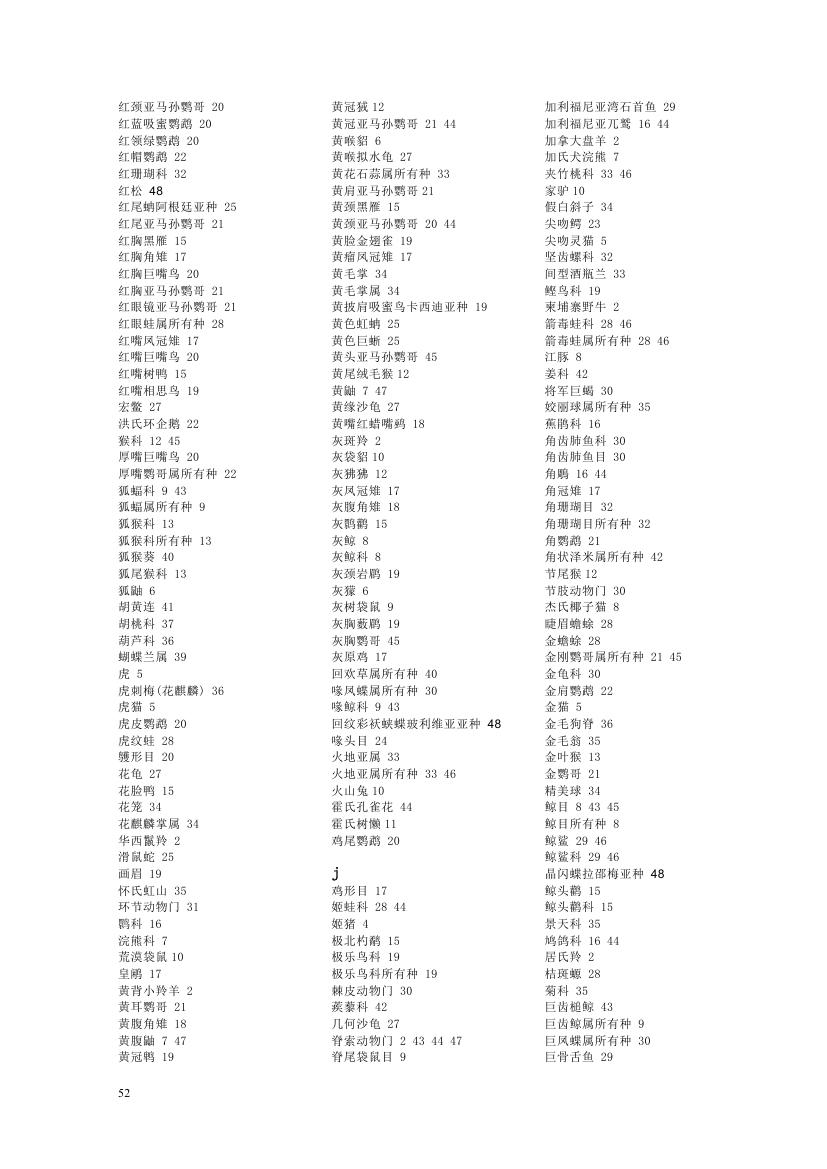 红颈亚马孙鹦哥 20
红蓝吸蜜鹦鹉 20
红领绿鹦鹉 20
红帽鹦鹉 22
红珊瑚科 32
红松 48
红尾蚺阿根廷亚种 25
红尾亚马孙鹦哥 21
红胸黑雁 15
红胸角雉 17
红胸巨嘴鸟 20
红胸亚马孙鹦哥 21
红眼镜亚马孙鹦哥 21
红眼蛙属所有种 28
红嘴凤冠雉 17
红嘴巨嘴鸟 20
红嘴树鸭 15
红嘴相思鸟 19
宏鳖 27
洪氏环企鹅 22
猴科 12 45
厚嘴巨嘴鸟 20
厚嘴鹦哥属所有种 22
狐蝠科 9 43
狐蝠属所有种 9
狐猴科 13
狐猴科所有种 13
狐猴葵 40
狐尾猴科 13
狐鼬 6
胡黄连 41
胡桃科 37
葫芦科 36
蝴蝶兰属 39
虎 5
虎刺梅(花麒麟) 36
虎猫 5
虎皮鹦鹉 20
虎纹蛙 28
鴷形目 20
花龟 27
花脸鸭 15
花笼 34
花麒麟掌属 34
华西鬣羚 2
滑鼠蛇 25
画眉 19
怀氏虹山 35
环节动物门 31
鹮科 16
浣熊科 7
荒漠袋鼠 10
皇鹇 17
黄背小羚羊 2
黄耳鹦哥 21
黄腹角雉 18
黄腹鼬 7 47
黄冠鹎 19
黄冠狨 12
黄冠亚马孙鹦哥 21 44
黄喉貂 6
黄喉拟水龟 27
黄花石蒜属所有种 33
黄肩亚马孙鹦哥 21
黄颈黑雁 15
黄颈亚马孙鹦哥 20 44
黄脸金翅雀 19
黄瘤凤冠雉 17
黄毛掌 34
黄毛掌属 34
黄披肩吸蜜鸟卡西迪亚种 19
黄色虹蚺 25
黄色巨蜥 25
黄头亚马孙鹦哥 45
黄尾绒毛猴 12
黄鼬 7 47
黄缘沙龟 27
黄嘴红蜡嘴鹀 18
灰斑羚 2
灰袋貂 10
灰狒狒 12
灰凤冠雉 17
灰腹角雉 18
灰鹮鹳 15
灰鲸 8
灰鲸科 8
灰颈岩鹛 19
灰獴 6
灰树袋鼠 9
灰胸薮鹛 19
灰胸鹦哥 45
灰原鸡 17
回欢草属所有种 40
喙凤蝶属所有种 30
喙鲸科 9 43
回纹彩袄蛱蝶玻利维亚亚种 48
喙头目 24
火地亚属 33
火地亚属所有种 33 46
火山兔 10
霍氏孔雀花 44
霍氏树懒 11
鸡尾鹦鹉 20
j
鸡形目 17
姬蛙科 28 44
姬猪 4
极北杓鹬 15
极乐鸟科 19
极乐鸟科所有种 19
棘皮动物门 30
蒺藜科 42
几何沙龟 27
脊索动物门 2 43 44 47
脊尾袋鼠目 9
加利福尼亚湾石首鱼 29
加利福尼亚兀鹫 16 44
加拿大盘羊 2
加氏犬浣熊 7
夹竹桃科 33 46
家驴 10
假白斜子 34
尖吻鳄 23
尖吻灵猫 5
坚齿螺科 32
间型酒瓶兰 33
鲣鸟科 19
柬埔寨野牛 2
箭毒蛙科 28 46
箭毒蛙属所有种 28 46
江豚 8
姜科 42
将军巨蝎 30
姣丽球属所有种 35
蕉鹃科 16
角齿肺鱼科 30
角齿肺鱼目 30
角鵰 16 44
角冠雉 17
角珊瑚目 32
角珊瑚目所有种 32
角鹦鹉 21
角状泽米属所有种 42
节尾猴 12
节肢动物门 30
杰氏椰子猫 8
睫眉蟾蜍 28
金蟾蜍 28
金刚鹦哥属所有种 21 45
金龟科 30
金肩鹦鹉 22
金猫 5
金毛狗脊 36
金毛翁 35
金叶猴 13
金鹦哥 21
精美球 34
鲸目 8 43 45
鲸目所有种 8
鲸鲨 29 46
鲸鲨科 29 46
晶闪蝶拉邵梅亚种 48
鲸头鹳 15
鲸头鹳科 15
景天科 35
鸠鸽科 16 44
居氏羚 2
桔斑螈 28
菊科 35
巨齿槌鲸 43
巨齿鲸属所有种 9
巨凤蝶属所有种 30
巨骨舌鱼 29
52